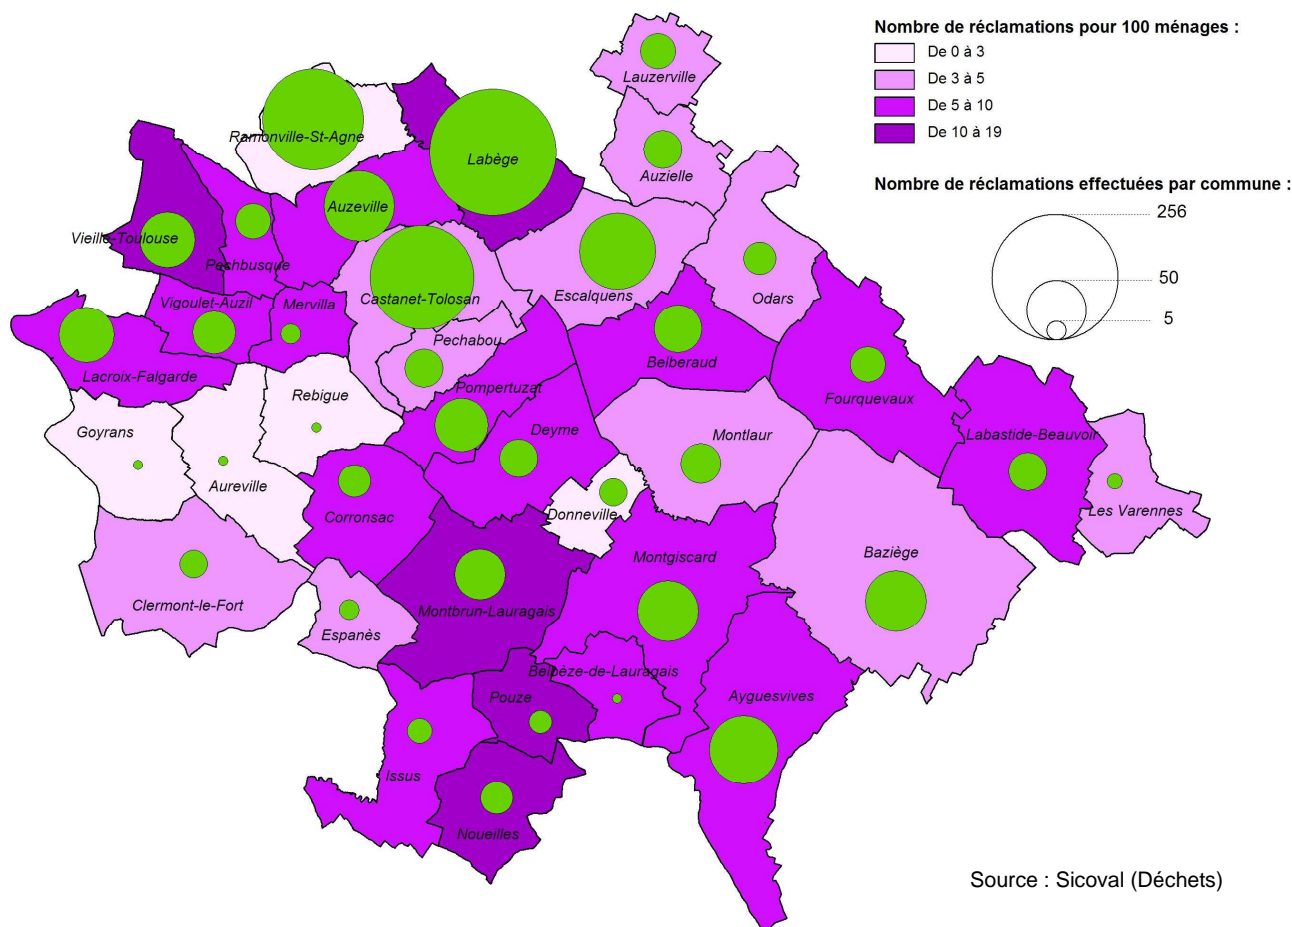 Nombre de réclamations pour 100 ménages :
De 0 à 3
De 3 à 5
De 5 à 10
De 10 à 19
Nombre de réclamations effectuées par commune :
256
50
5
Lauzerville
Ramonville-St-Agne
Labège
Auzielle
Auzeville
Vieille-Toulouse
Pechbusque
Castanet-Tolosan
Escalquens
Odars
Vigoulet-Auzil
Mervilla
Pechabou
Belberaud
Lacroix-Falgarde
Rebigue
Pompertuzat
Fourquevaux
Goyrans
Deyme
Montlaur
Labastide-Beauvoir
Aureville
Corronsac
Donneville
Les Varennes
Montgiscard
Baziège
Clermont-le-Fort
Montbrun-Lauragais
Espanès
Belbèze-de-Lauragais
Pouze
Ayguesvives
Issus
Noueilles
Source : Sicoval (Déchets)